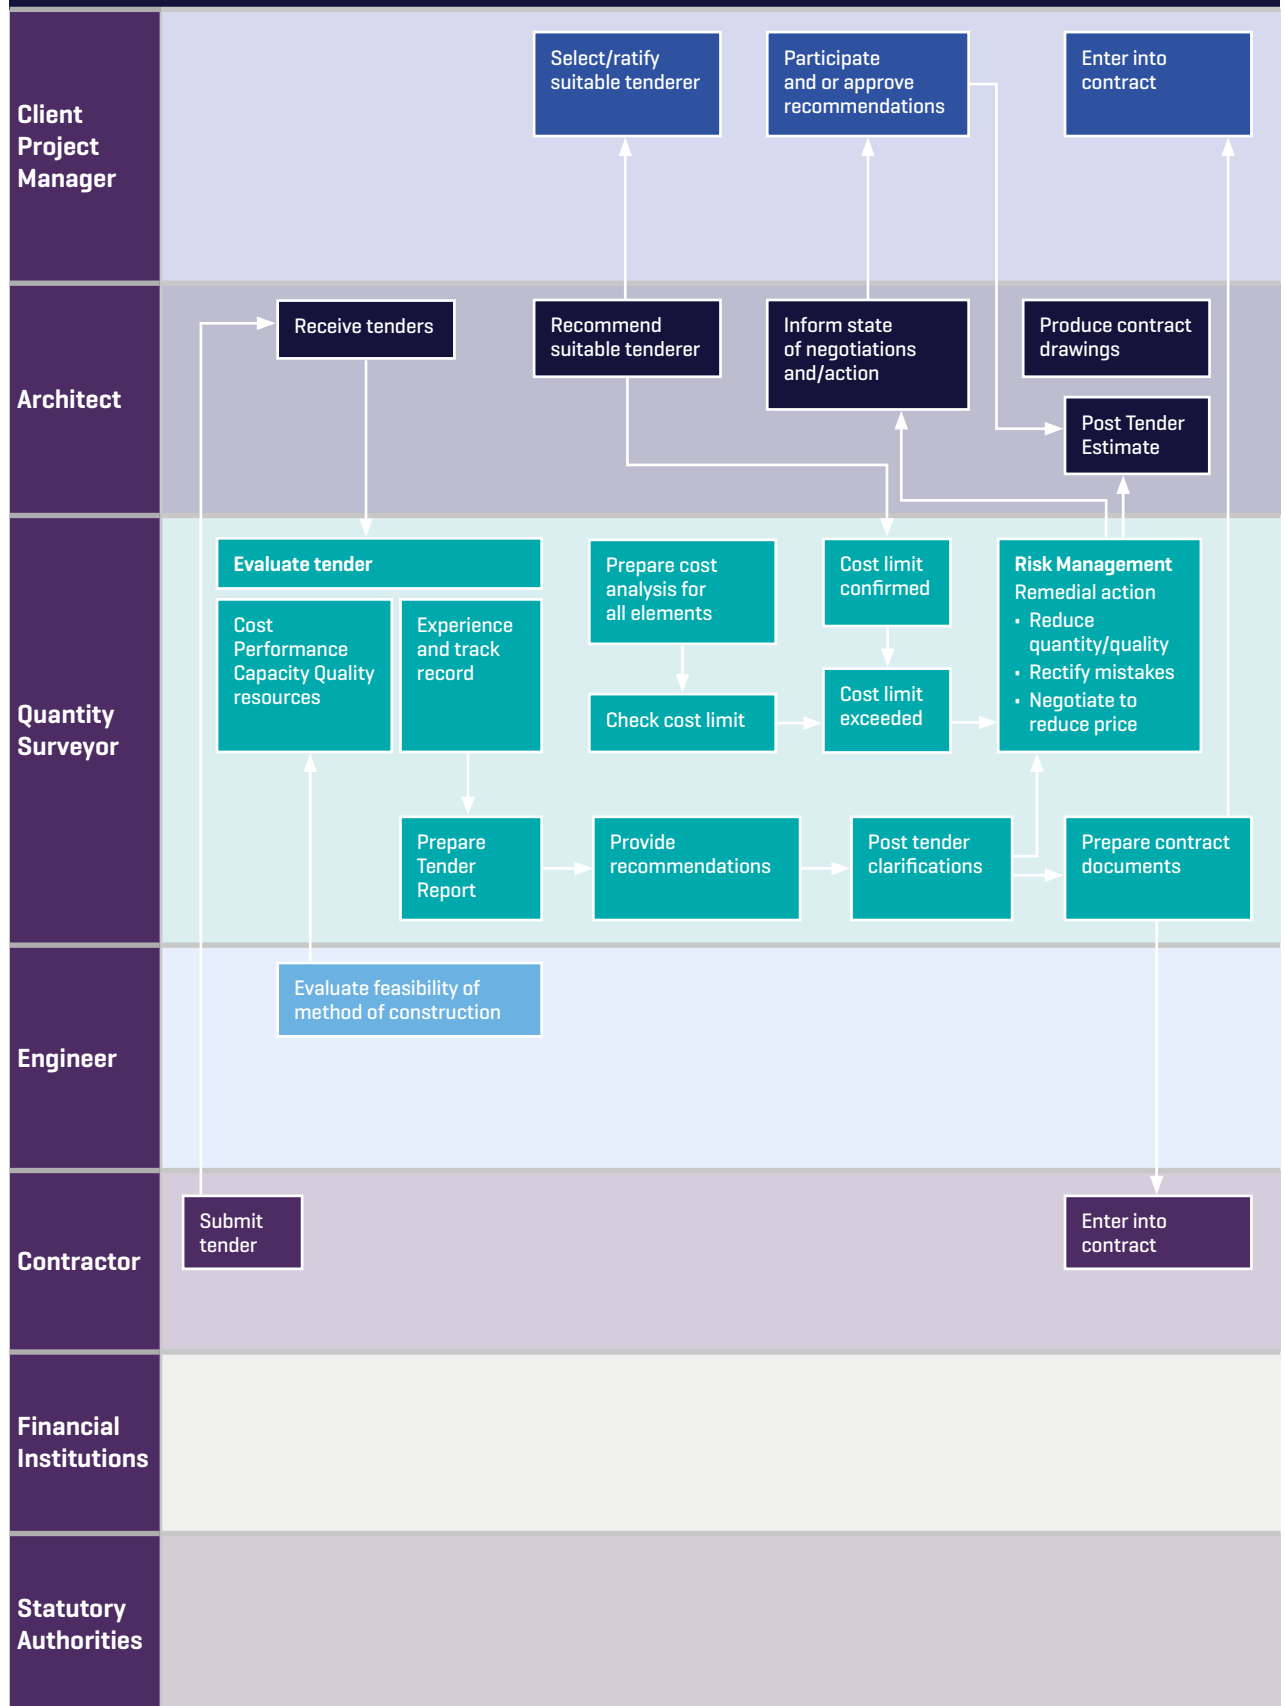 Client
Project
Manager
Select/ratify
suitable tenderer
Participate
and or approve
recommendations
Enter into
contract
Architect
Receive tenders
Recommend
suitable tenderer
Inform state
of negotiations
and/action
Produce contract
drawings
Post Tender
Estimate
Quantity
Surveyor
Evaluate tender
Cost
Performance
Capacity Quality
resources
Experience
and track
record
Prepare cost
analysis for
all elements
Check cost limit
Cost limit
confirmed
Cost limit
exceeded
Risk Management
Remedial action
• Reduce
quantity/quality
• Rectify mistakes
• Negotiate to
reduce price
Prepare
Tender
Report
Provide
recommendations
Post tender
clarifications
Prepare contract
documents
Engineer
Evaluate feasibility of
method of construction
Contractor
Submit
tender
Enter into
contract
Financial
Institutions
Statutory
Authorities